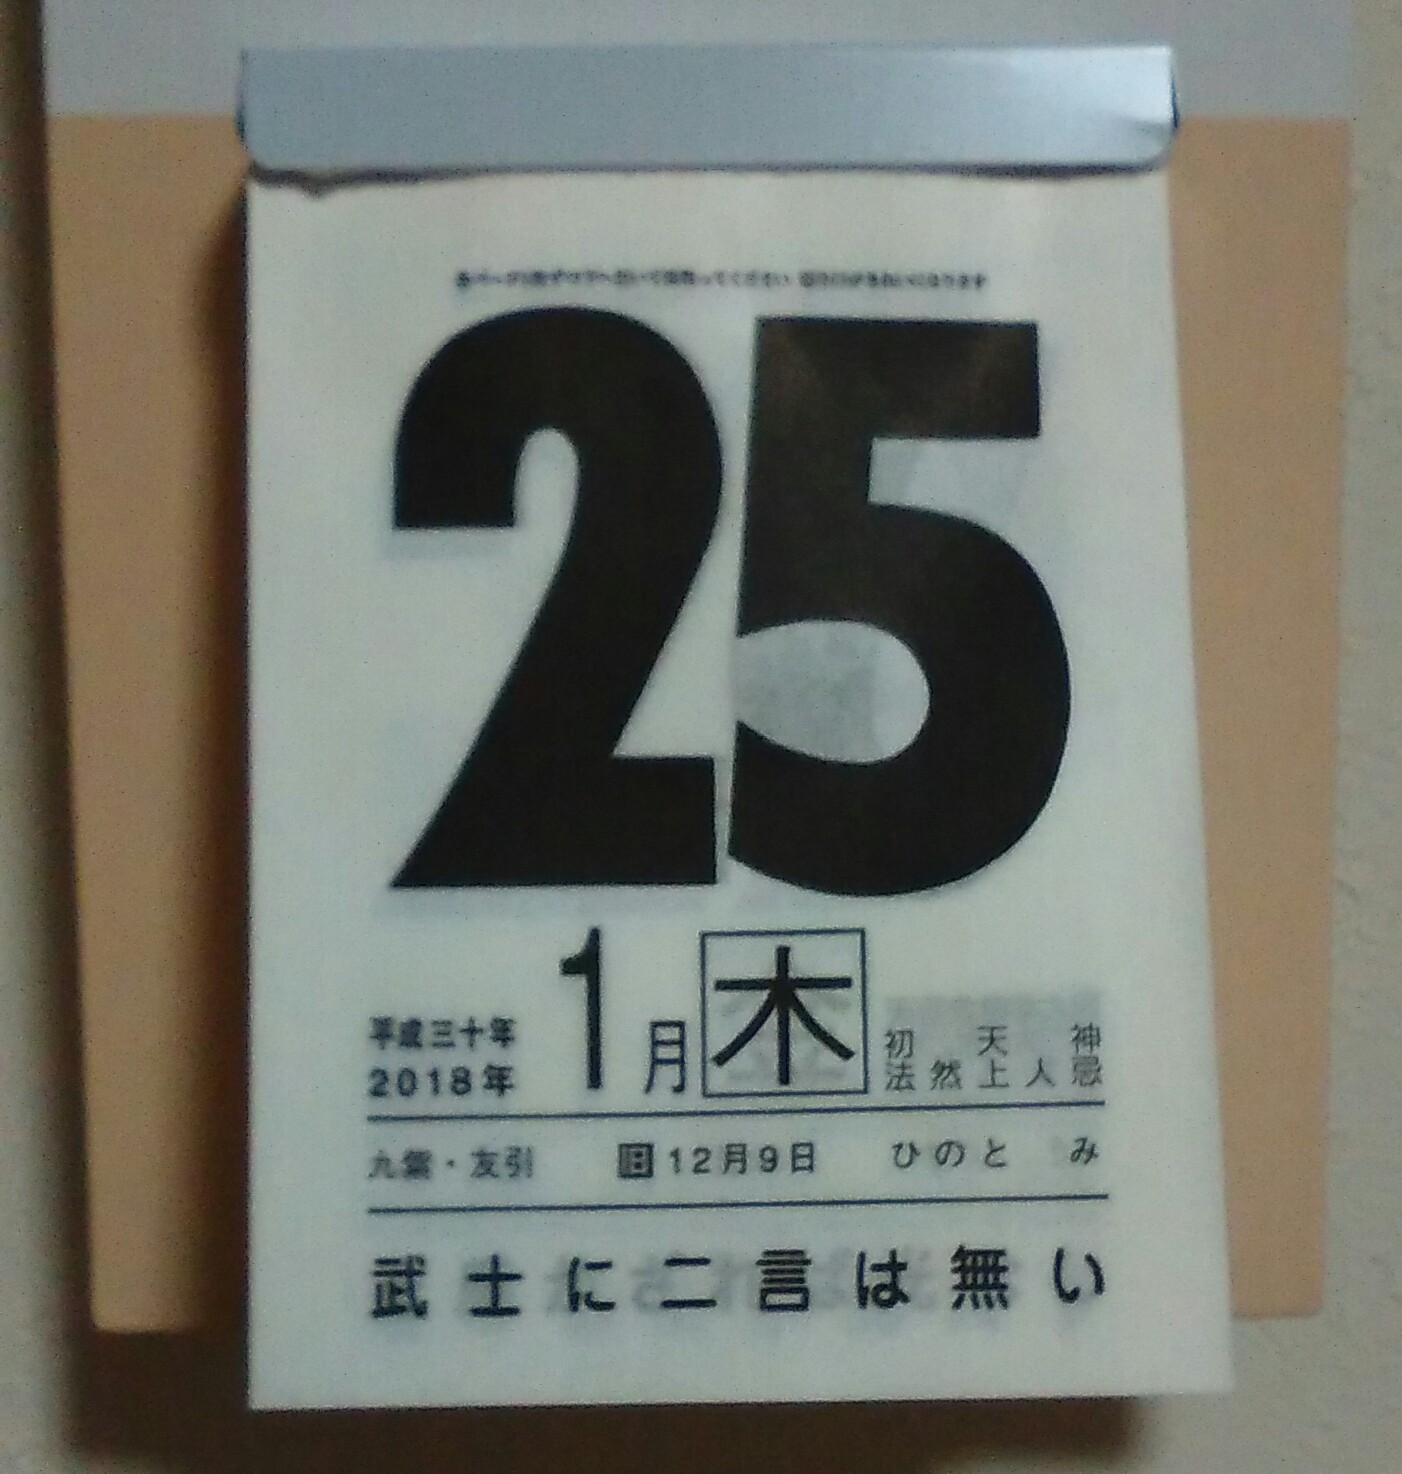 25
平成三十年
2018年
1月 木
初法 然 天上 人 神忌
九紫・友引 旧12月9日 ひのと み
武士に二言は無い